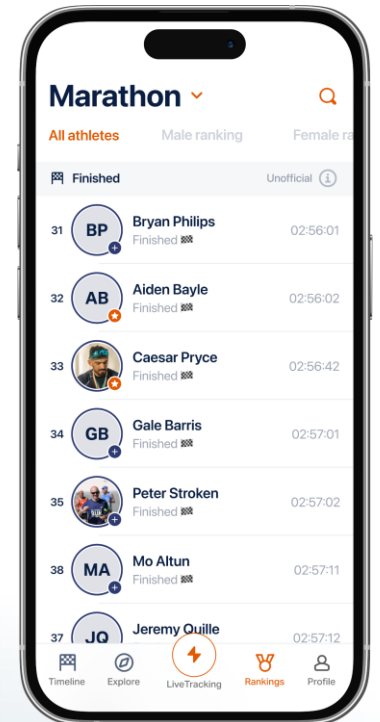 Marathon
All athletes Male ranking Female ra
Finished Unofficial i
31 BP Bryan Philips 02:56:01
Finished
32 AB Aiden Bayle 02:56:02
Finished
33 Caesar Pryce 02:56:42
Finished
34 GB Gale Barris 02:57:01
Finished
35 Peter Stroken 02:57:02
Finished
38 MA Mo Altun 02:57:11
Finished
37 JO Jeremy Quille 02:57:12
Timeline Explore LiveTracking Rankings Profile